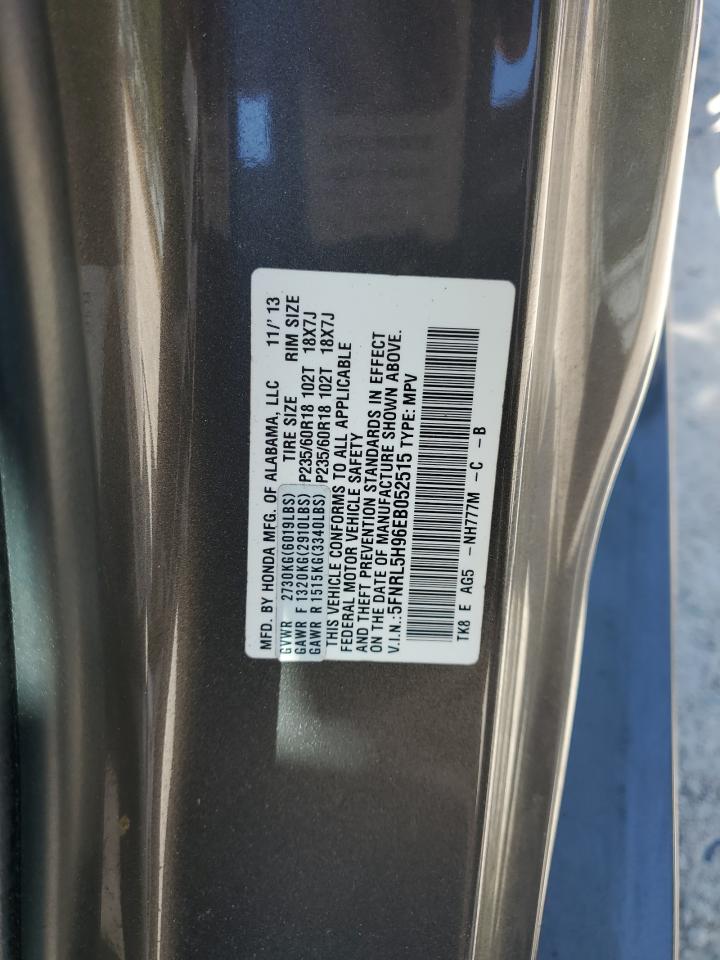 MFD. BY HONDA MFG. OF ALABAMA, LLC 11/'13
GVWR 2730KG(6019LBS) TIRE SIZE RIM SIZE
GAWR F 1320KG(2910LBS) P235/60R18 102T 18X7J
GAWR R 1515KG(3340LBS) P235/60R18 102T 18X7J
THIS VEHICLE CONFORMS TO ALL APPLICABLE
FEDERAL MOTOR VEHICLE SAFETY
AND THEFT PREVENTION STANDARDS IN EFFECT
ON THE DATE OF MANUFACTURE SHOWN ABOVE.
V.I.N.:5FNRL5H96EB052515 TYPE: MPV
TK8 E AG5 -NH777M -C -B